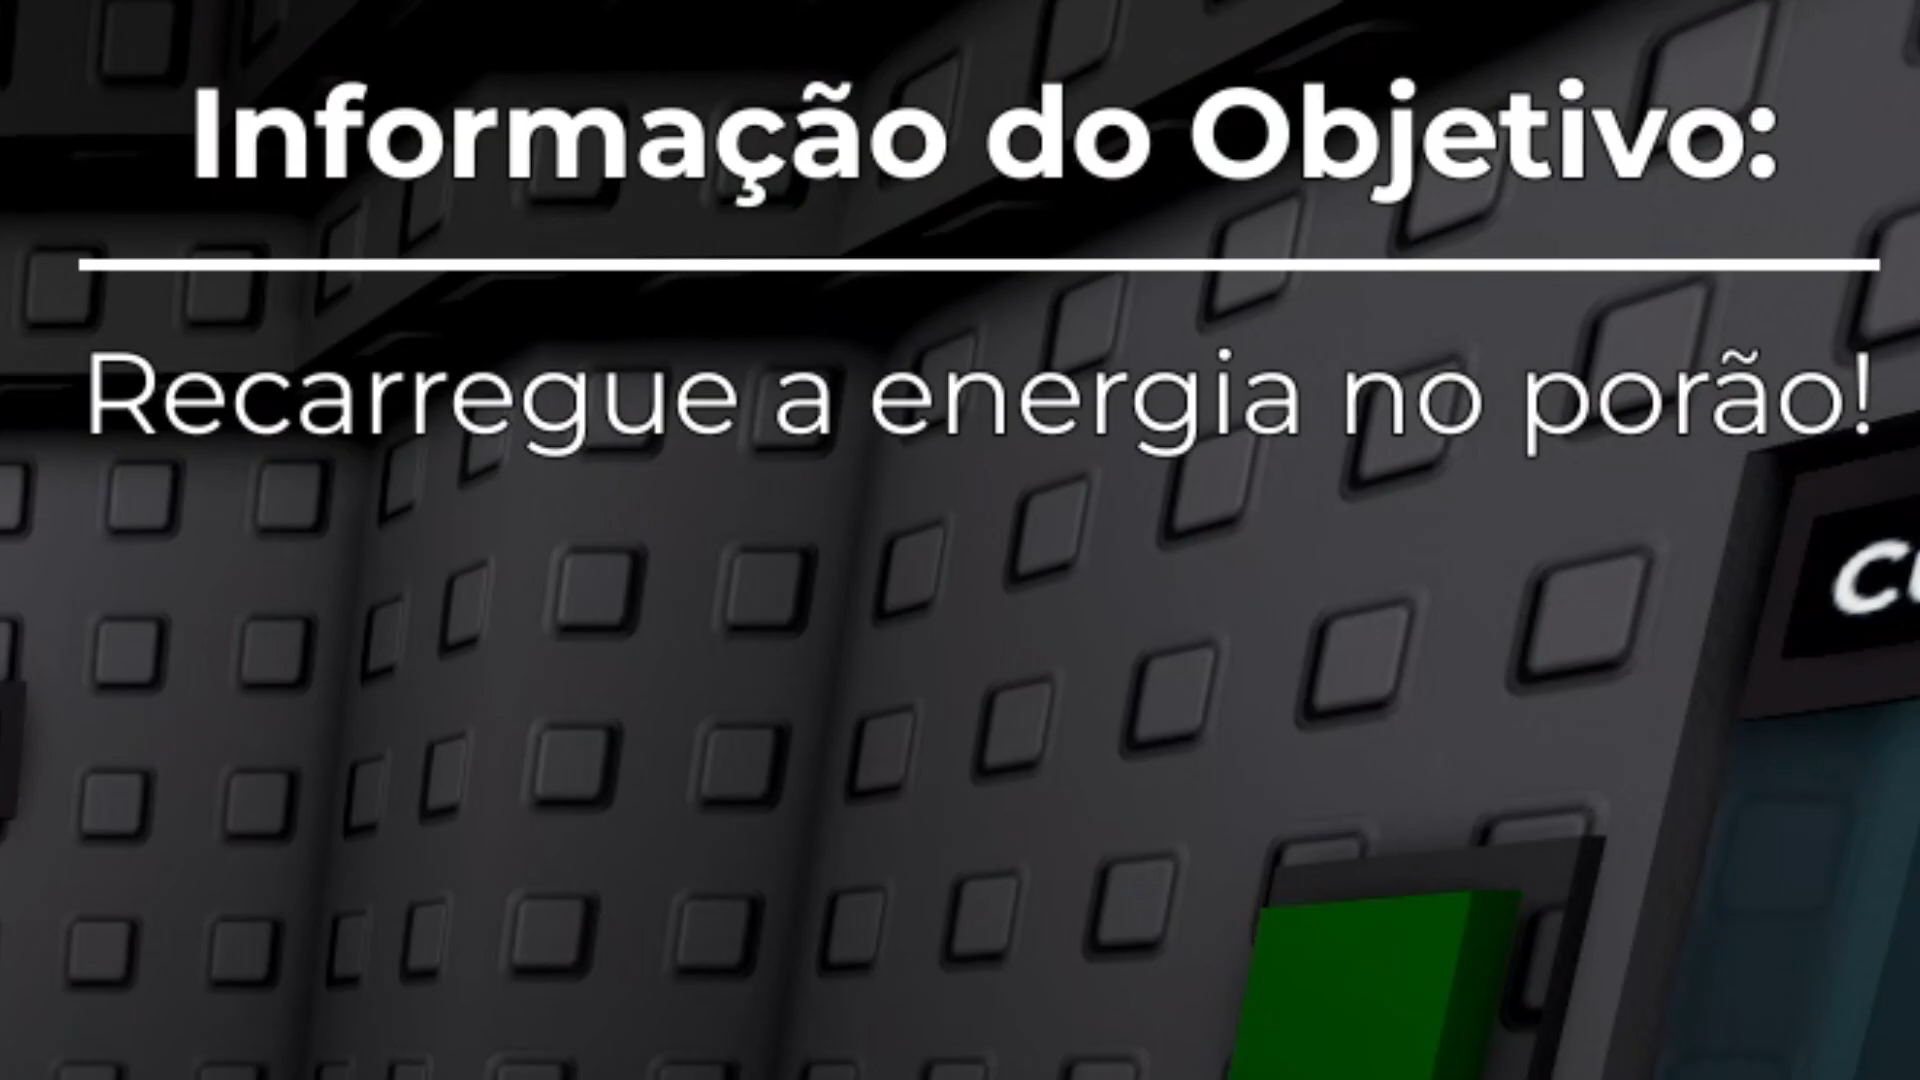 Informação do Objetivo:
Recarregue a energia no porão!